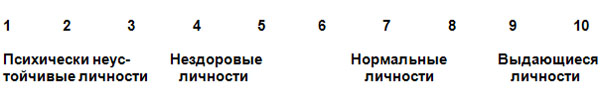 1 2 3 4 5 6 7 8 9 10
Психически неус- Нездоровые Нормальные Выдающиеся
тойчивые личности личности личности личности